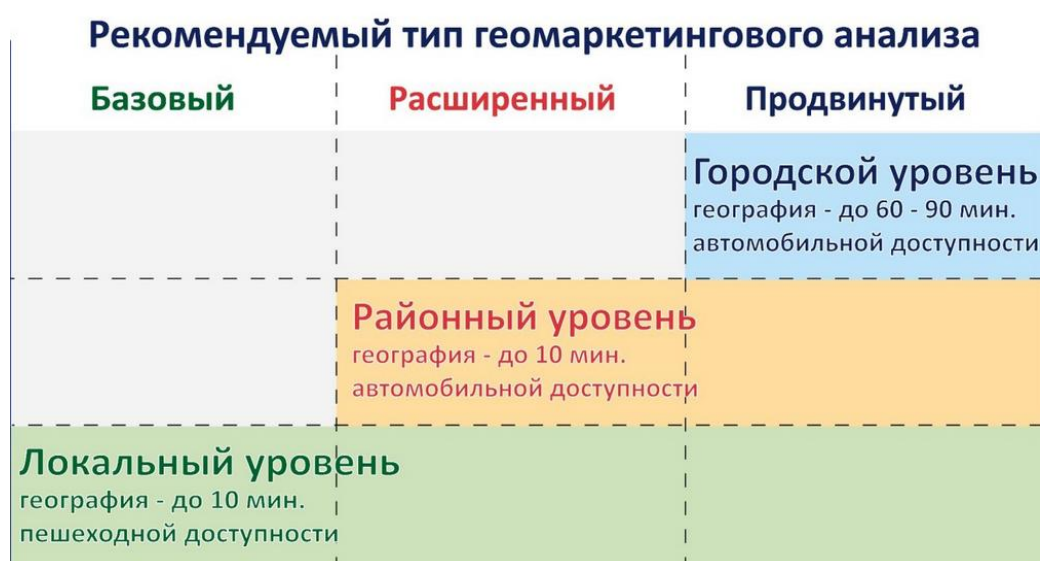 Рекомендуемый тип геомаркетингового анализа
Базовый
Расширенный
Продвинутый
Городской уровень
география - до 60 - 90 мин.
автомобильной доступности
Районный уровень
география - до 10 мин.
автомобильной доступности
Локальный уровень
география - до 10 мин.
пешеходной доступности